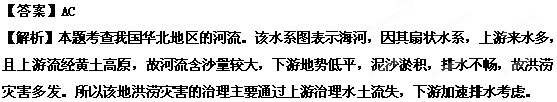 【答案】AC
【解析】本题考查我国华北地区的河流。该水系图表示海河，因其扇状水系，上游来水多，
且上游流经黄土高原，故河流含沙量较大，下游地势低平，泥沙淤积，排水不畅，故洪涝
灾害多发。所以该地洪涝灾害的治理主要通过上游治理水土流失，下游加速排水考虑。